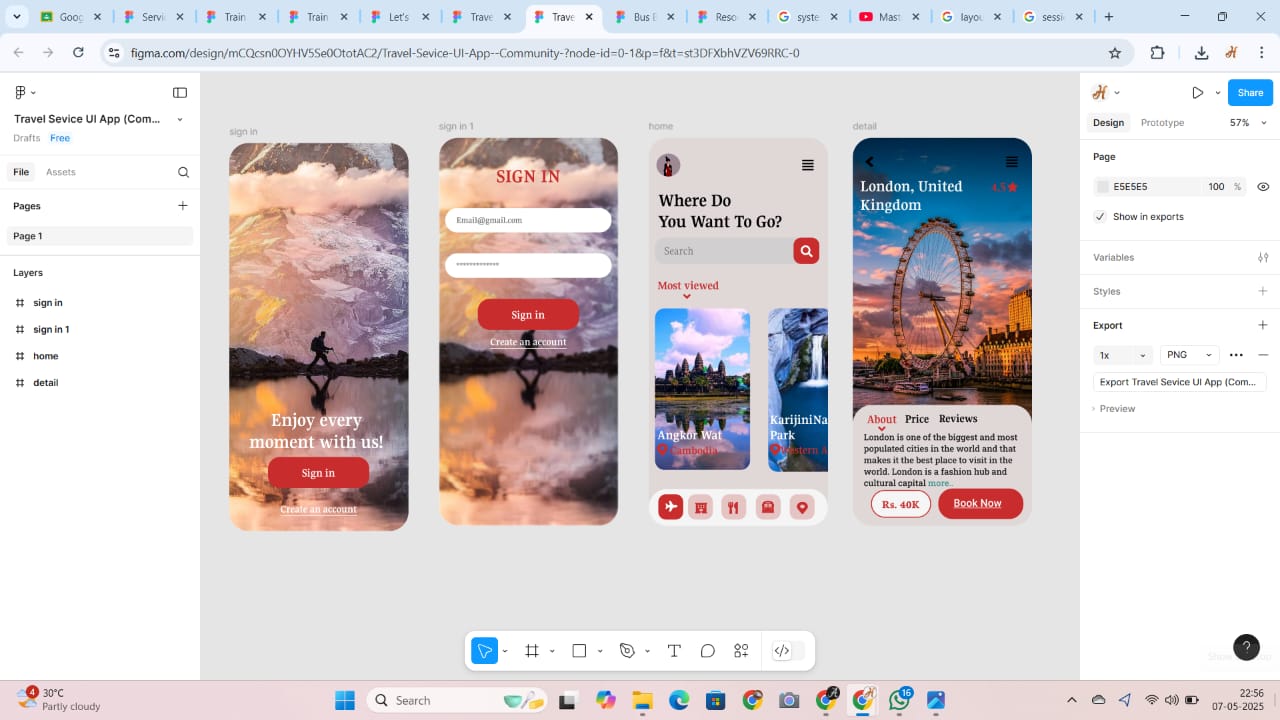 Goog
Servic
Train
Train
Let's
Trave
Trave
Bus E
Reso
syste
Mast
layou
sessi
figma.com/design/mCQcsn0OYHV5Se0OtotAC2/Travel-Sevice-UI-App--Community-?node-id=0-1&p=f&t=st3DFXbhVZV69RRC-0
Travel Sevice UI App (Com...
Drafts Free
File Assets
Pages
Page 1
Layers
sign in
sign in 1
home
detail
sign in
Enjoy every
moment with us!
Sign in
Create an account
sign in 1
SIGN IN
Email@gmail.com
*************
Sign in
Create an account
home
Where Do
You Want To Go?
Search
Most viewed
Angkor Wat
Cambodia
KarijiniNa
Park
Western A
detail
London, United
Kingdom
4.5
About Price Reviews
London is one of the biggest and most
populated cities in the world and that
makes it the best place to visit in the
world. London is a fashion hub and
cultural capital more..
Rs. 40K
Book Now
Share
Design Prototype 57%
Page
E5E5E5 100 %
Show in exports
Variables
Styles
Export
1x PNG
Export Travel Sevice UI App (Com...
Preview
?
4
30°C
Partly cloudy
Search
16
22:56
07-05-2025